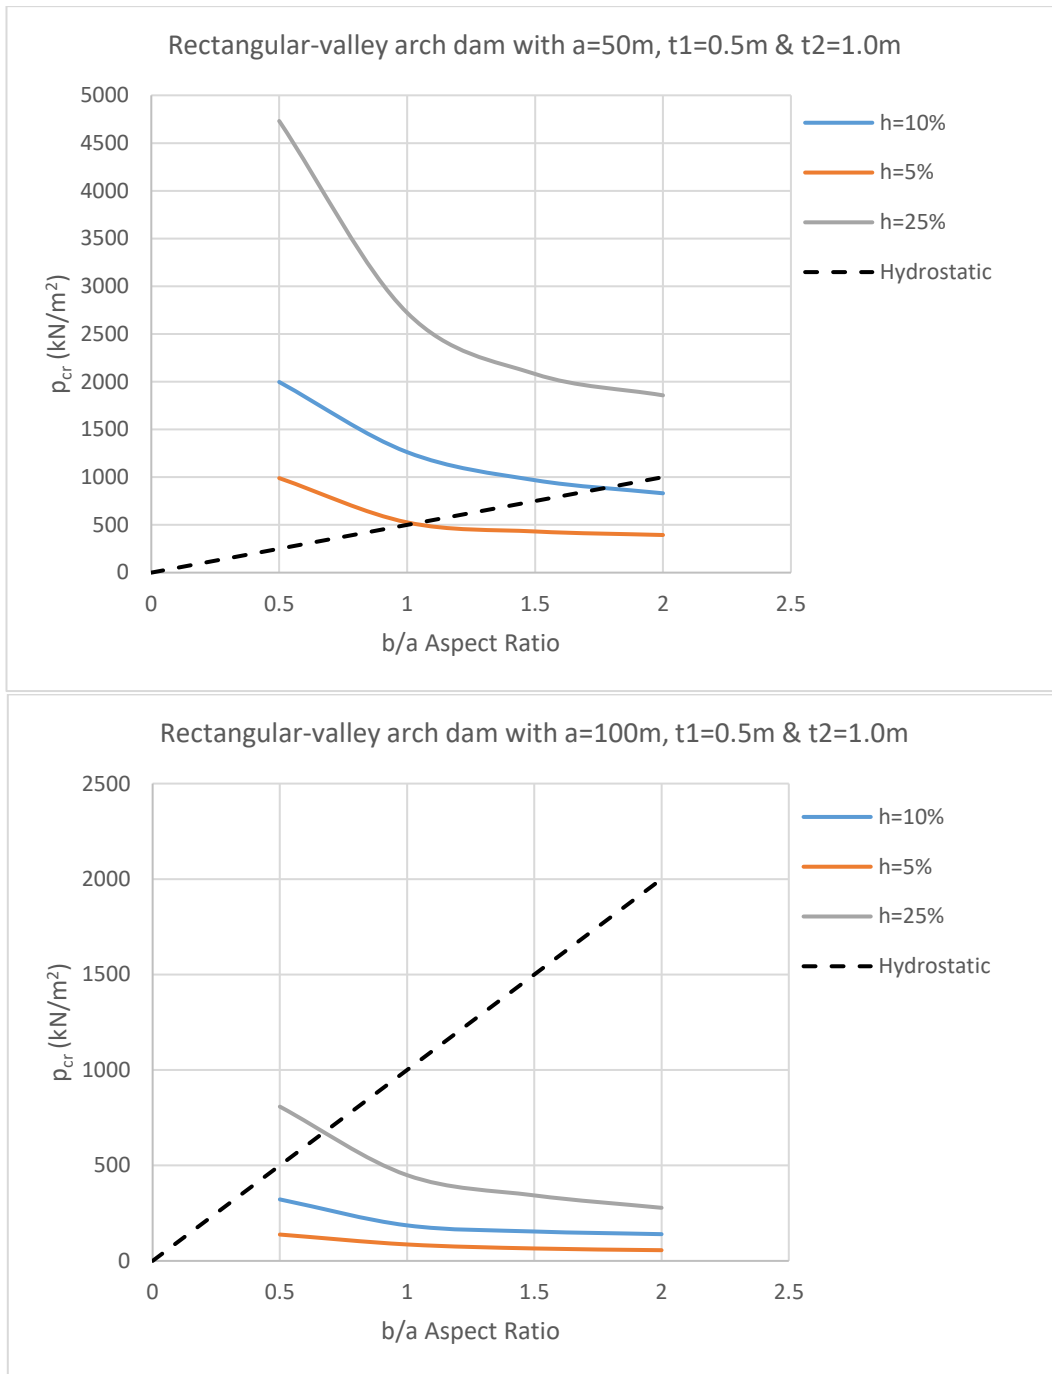 Rectangular-valley arch dam with a=50m, t1=0.5m & t2=1.0m
5000
4500
4000
3500
3000
2500
2000
1500
1000
500
0
p_cr (kN/m²)
0 0.5 1 1.5 2 2.5
b/a Aspect Ratio
h=10%
h=5%
h=25%
Hydrostatic
Rectangular-valley arch dam with a=100m, t1=0.5m & t2=1.0m
2500
2000
1500
1000
500
0
p_cr (kN/m²)
0 0.5 1 1.5 2 2.5
b/a Aspect Ratio
h=10%
h=5%
h=25%
Hydrostatic